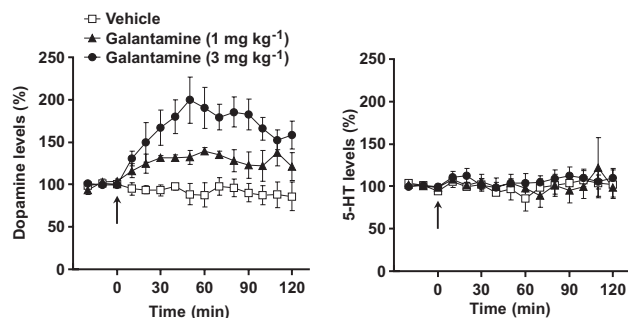 Vehicle
Galantamine (1 mg kg⁻¹)
Galantamine (3 mg kg⁻¹)
Dopamine levels (%)
250
200
150
100
50
0
0 30 60 90 120
Time (min)
5-HT levels (%)
250
200
150
100
50
0
0 30 60 90 120
Time (min)